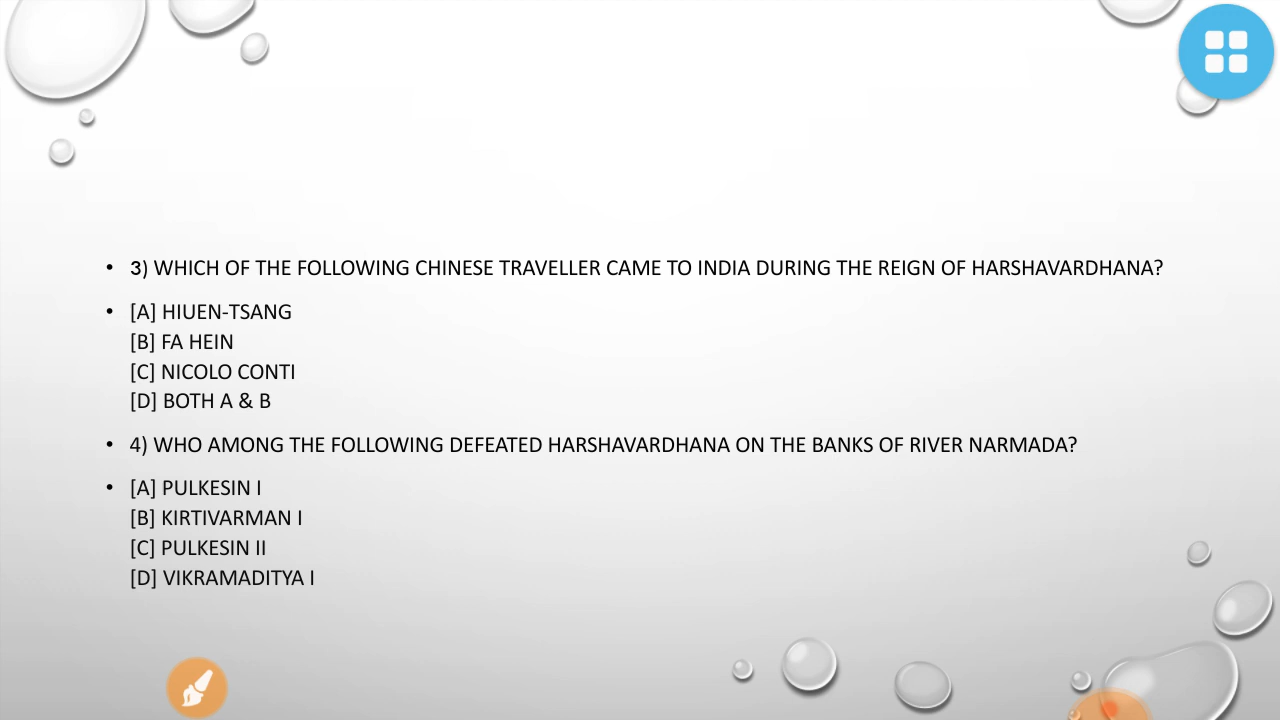 • 3) WHICH OF THE FOLLOWING CHINESE TRAVELLER CAME TO INDIA DURING THE REIGN OF HARSHAVARDHANA?
• [A] HIUEN-TSANG
[B] FA HEIN
[C] NICOLO CONTI
[D] BOTH A & B
• 4) WHO AMONG THE FOLLOWING DEFEATED HARSHAVARDHANA ON THE BANKS OF RIVER NARMADA?
• [A] PULKESIN I
[B] KIRTIVARMAN I
[C] PULKESIN II
[D] VIKRAMADITYA I